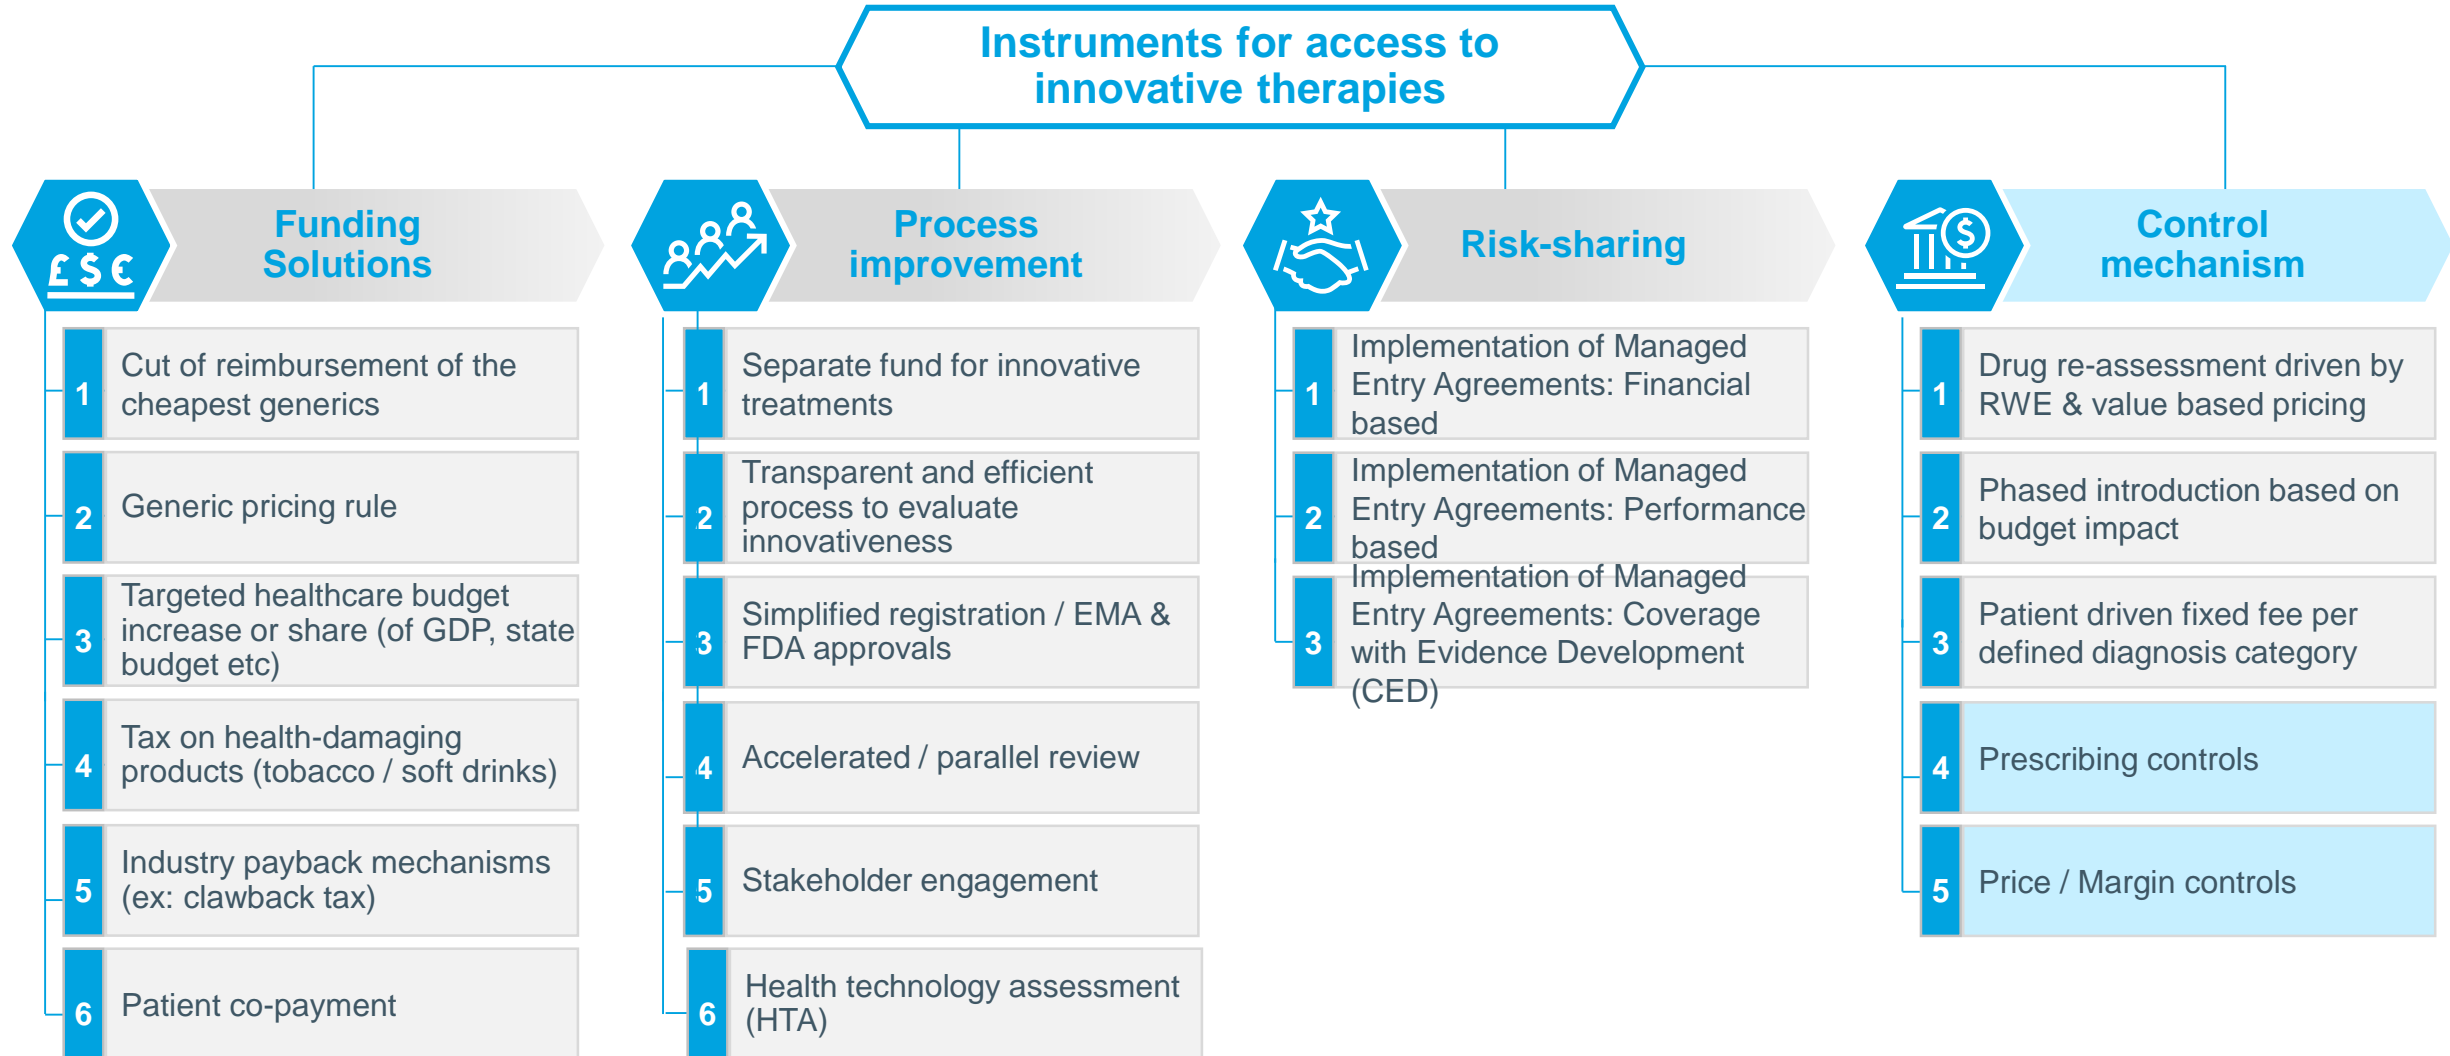 Instruments for access to
innovative therapies
£ $ €
Funding
Solutions
1
Cut of reimbursement of the
cheapest generics
2
Generic pricing rule
3
Targeted healthcare budget
increase or share (of GDP, state
budget etc)
4
Tax on health-damaging
products (tobacco / soft drinks)
5
Industry payback mechanisms
(ex: clawback tax)
6
Patient co-payment
Process
improvement
1
Separate fund for innovative
treatments
2
Transparent and efficient
process to evaluate
innovativeness
3
Simplified registration / EMA &
FDA approvals
4
Accelerated / parallel review
5
Stakeholder engagement
6
Health technology assessment
(HTA)
Risk-sharing
1
Implementation of Managed
Entry Agreements: Financial
based
2
Implementation of Managed
Entry Agreements: Performance
based
3
Implementation of Managed
Entry Agreements: Coverage
with Evidence Development
(CED)
$
Control
mechanism
1
Drug re-assessment driven by
RWE & value based pricing
2
Phased introduction based on
budget impact
3
Patient driven fixed fee per
defined diagnosis category
4
Prescribing controls
5
Price / Margin controls